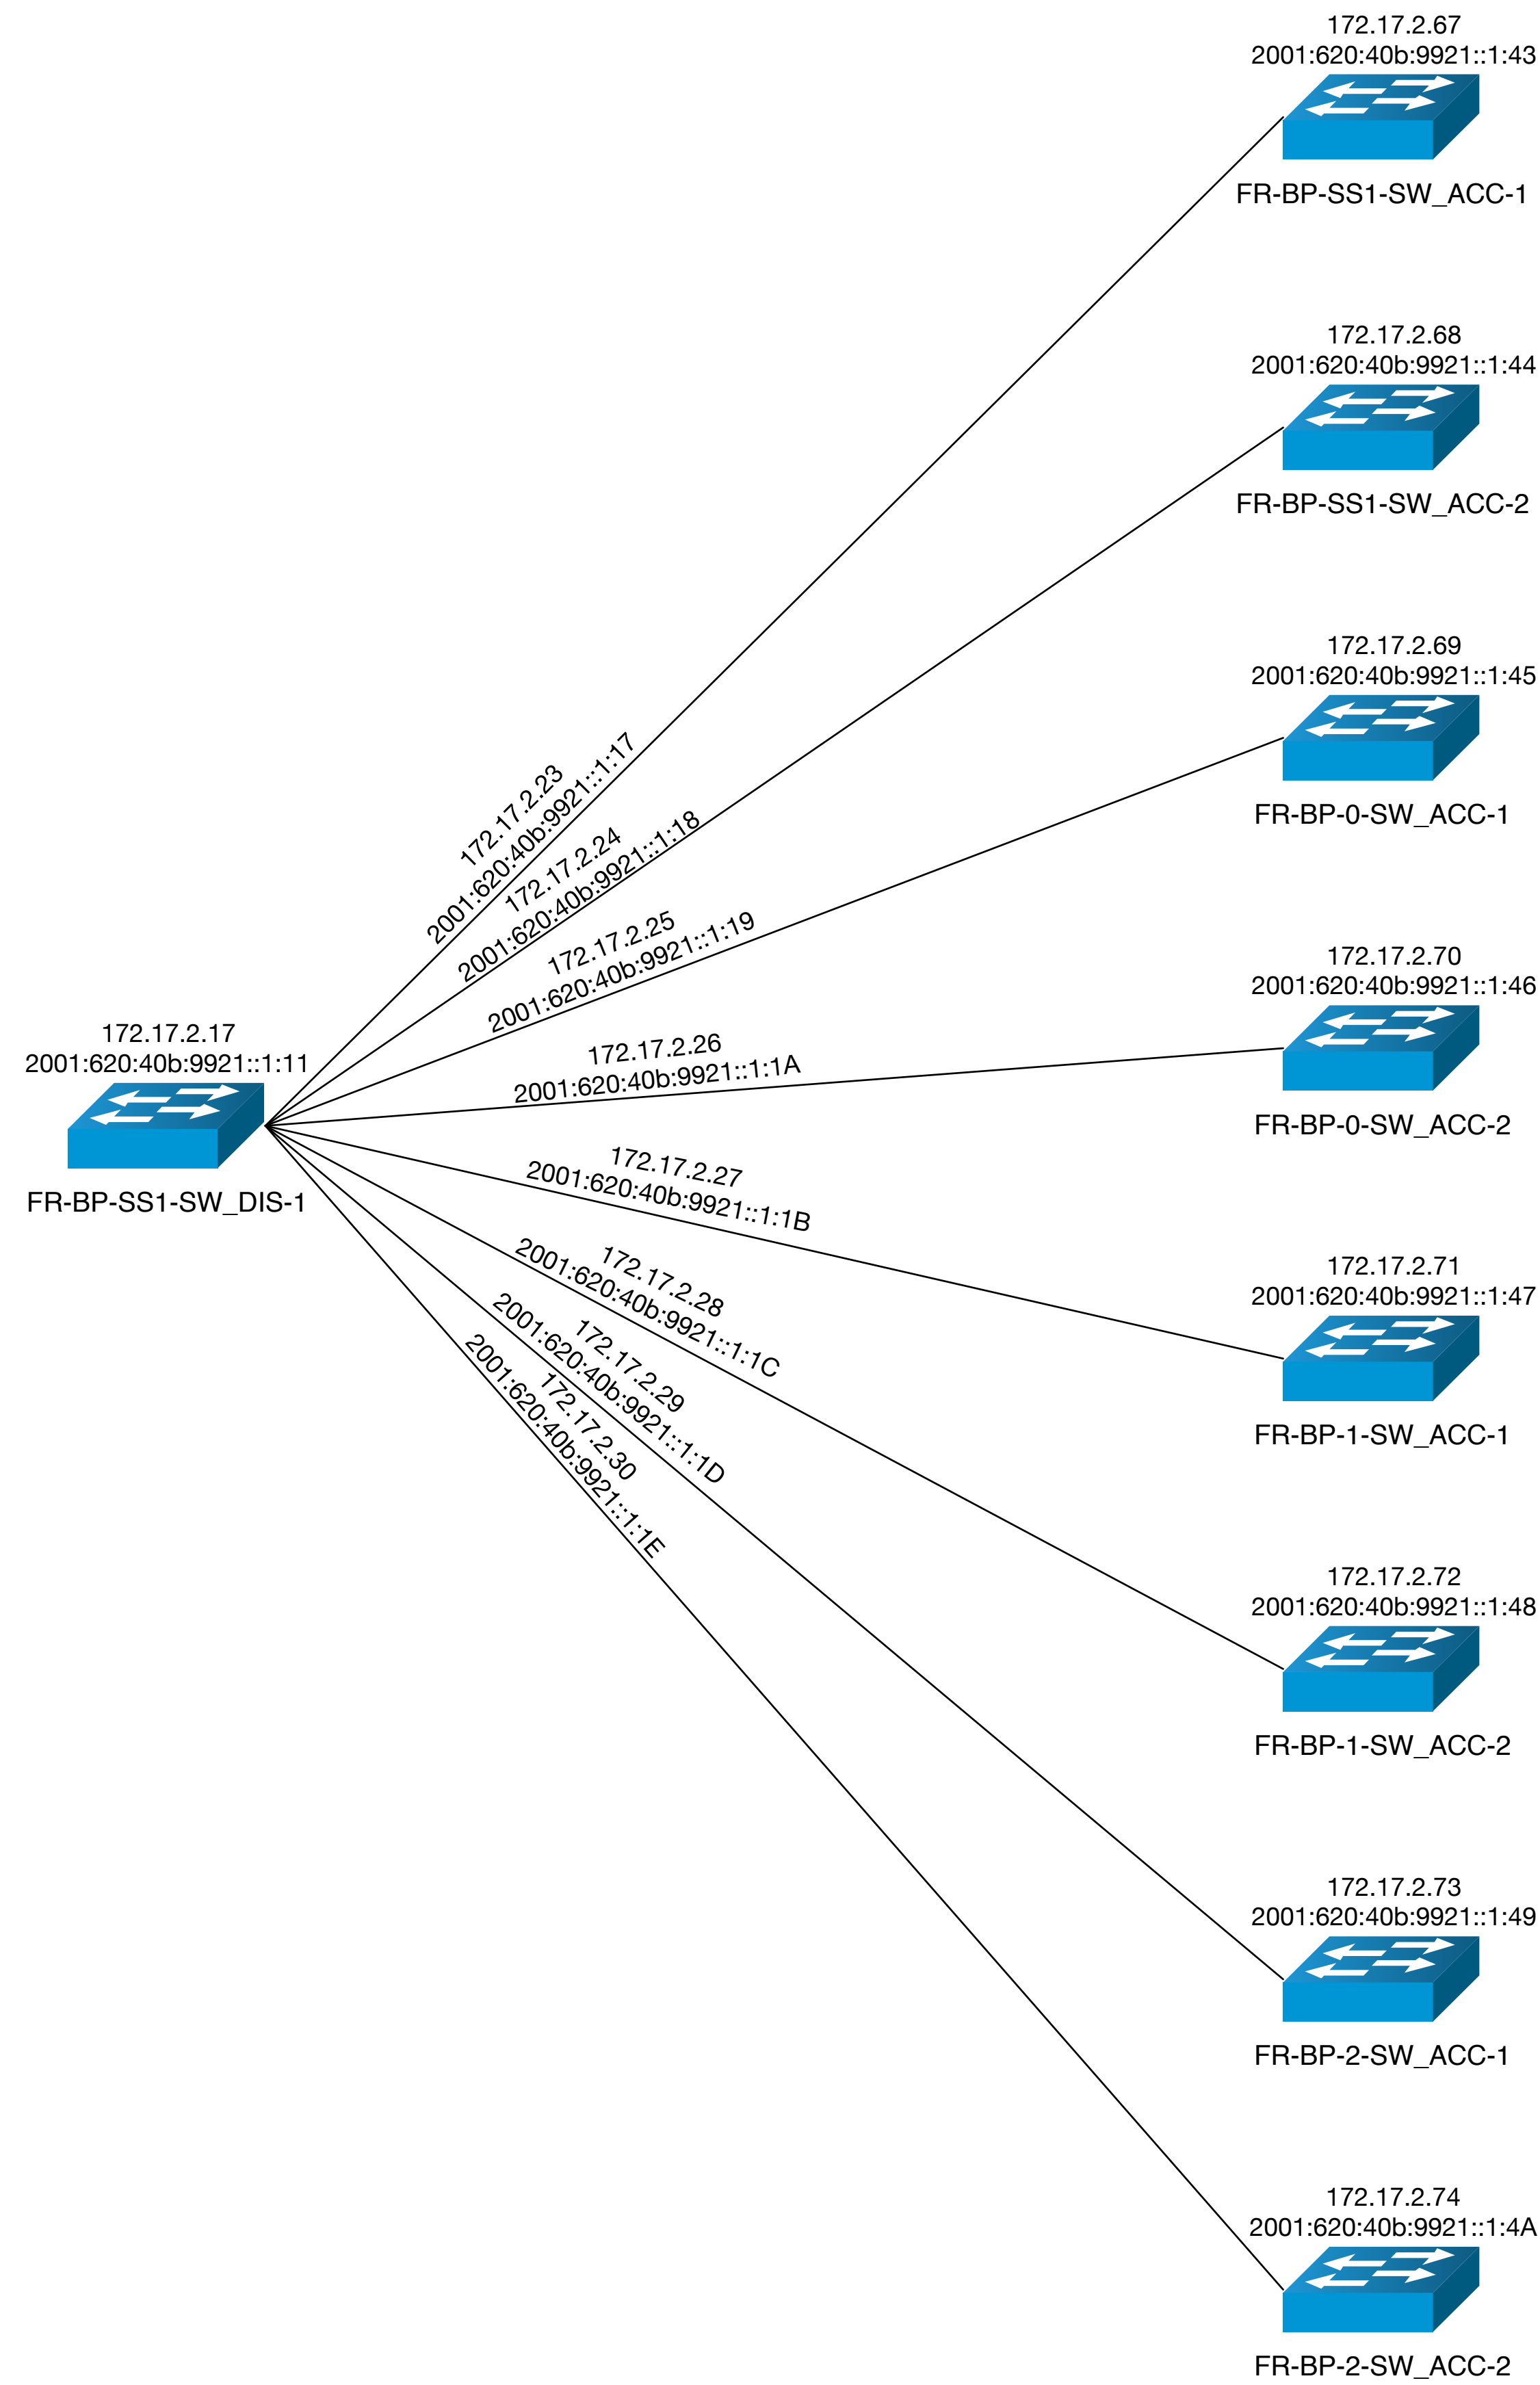 172.17.2.67
2001:620:40b:9921::1:43
FR-BP-SS1-SW_ACC-1
172.17.2.68
2001:620:40b:9921::1:44
FR-BP-SS1-SW_ACC-2
172.17.2.69
2001:620:40b:9921::1:45
FR-BP-0-SW_ACC-1
172.17.2.23
2001:620:40b:9921::1:17
172.17.2.24
2001:620:40b:9921::1:18
172.17.2.25
2001:620:40b:9921::1:19
172.17.2.70
2001:620:40b:9921::1:46
FR-BP-0-SW_ACC-2
172.17.2.17
2001:620:40b:9921::1:11
FR-BP-SS1-SW_DIS-1
172.17.2.26
2001:620:40b:9921::1:1A
172.17.2.27
2001:620:40b:9921::1:1B
172.17.2.28
2001:620:40b:9921::1:1C
172.17.2.29
2001:620:40b:9921::1:1D
172.17.2.30
2001:620:40b:9921::1:1E
172.17.2.71
2001:620:40b:9921::1:47
FR-BP-1-SW_ACC-1
172.17.2.72
2001:620:40b:9921::1:48
FR-BP-1-SW_ACC-2
172.17.2.73
2001:620:40b:9921::1:49
FR-BP-2-SW_ACC-1
172.17.2.74
2001:620:40b:9921::1:4A
FR-BP-2-SW_ACC-2